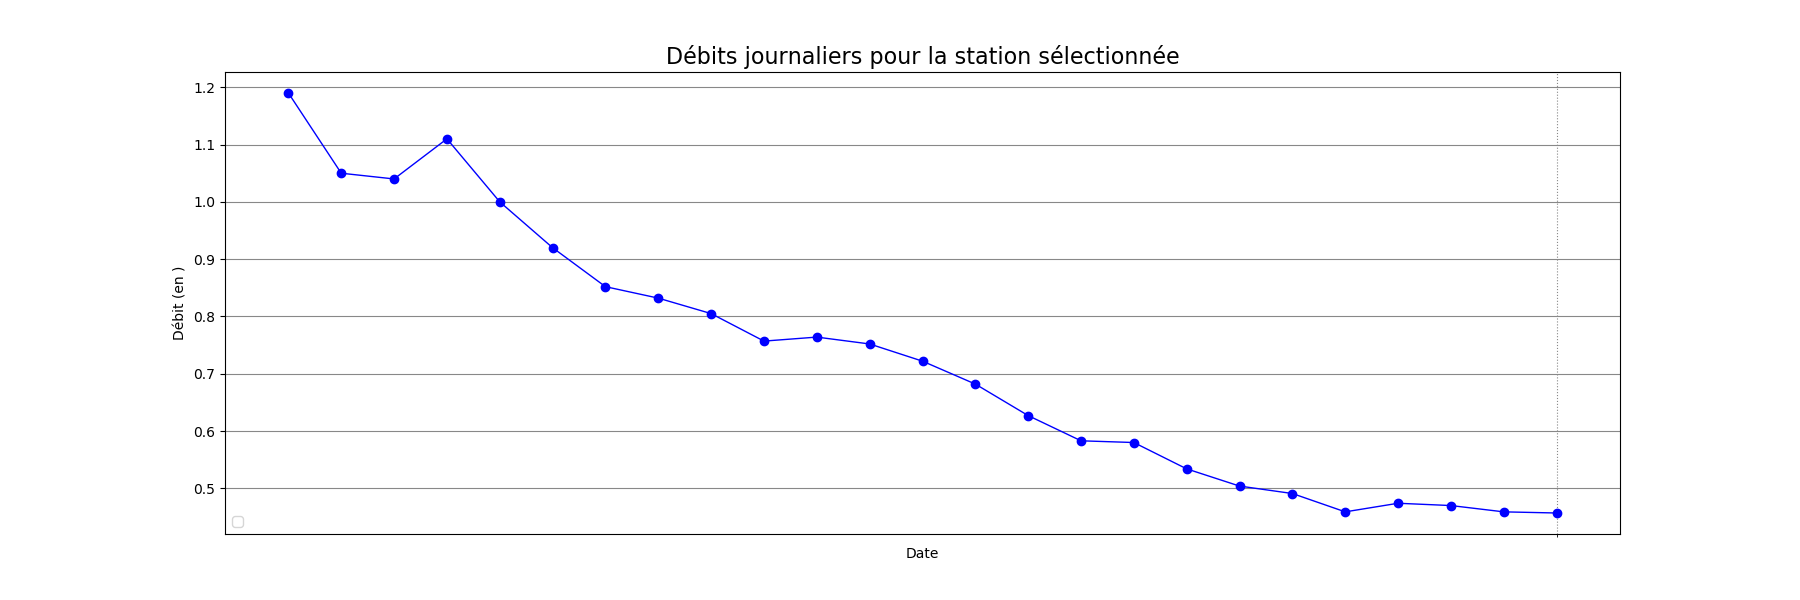 Débits journaliers pour la station sélectionnée
1.2
1.1
1.0
0.9
0.8
0.7
0.6
0.5
Débit (en )
Date